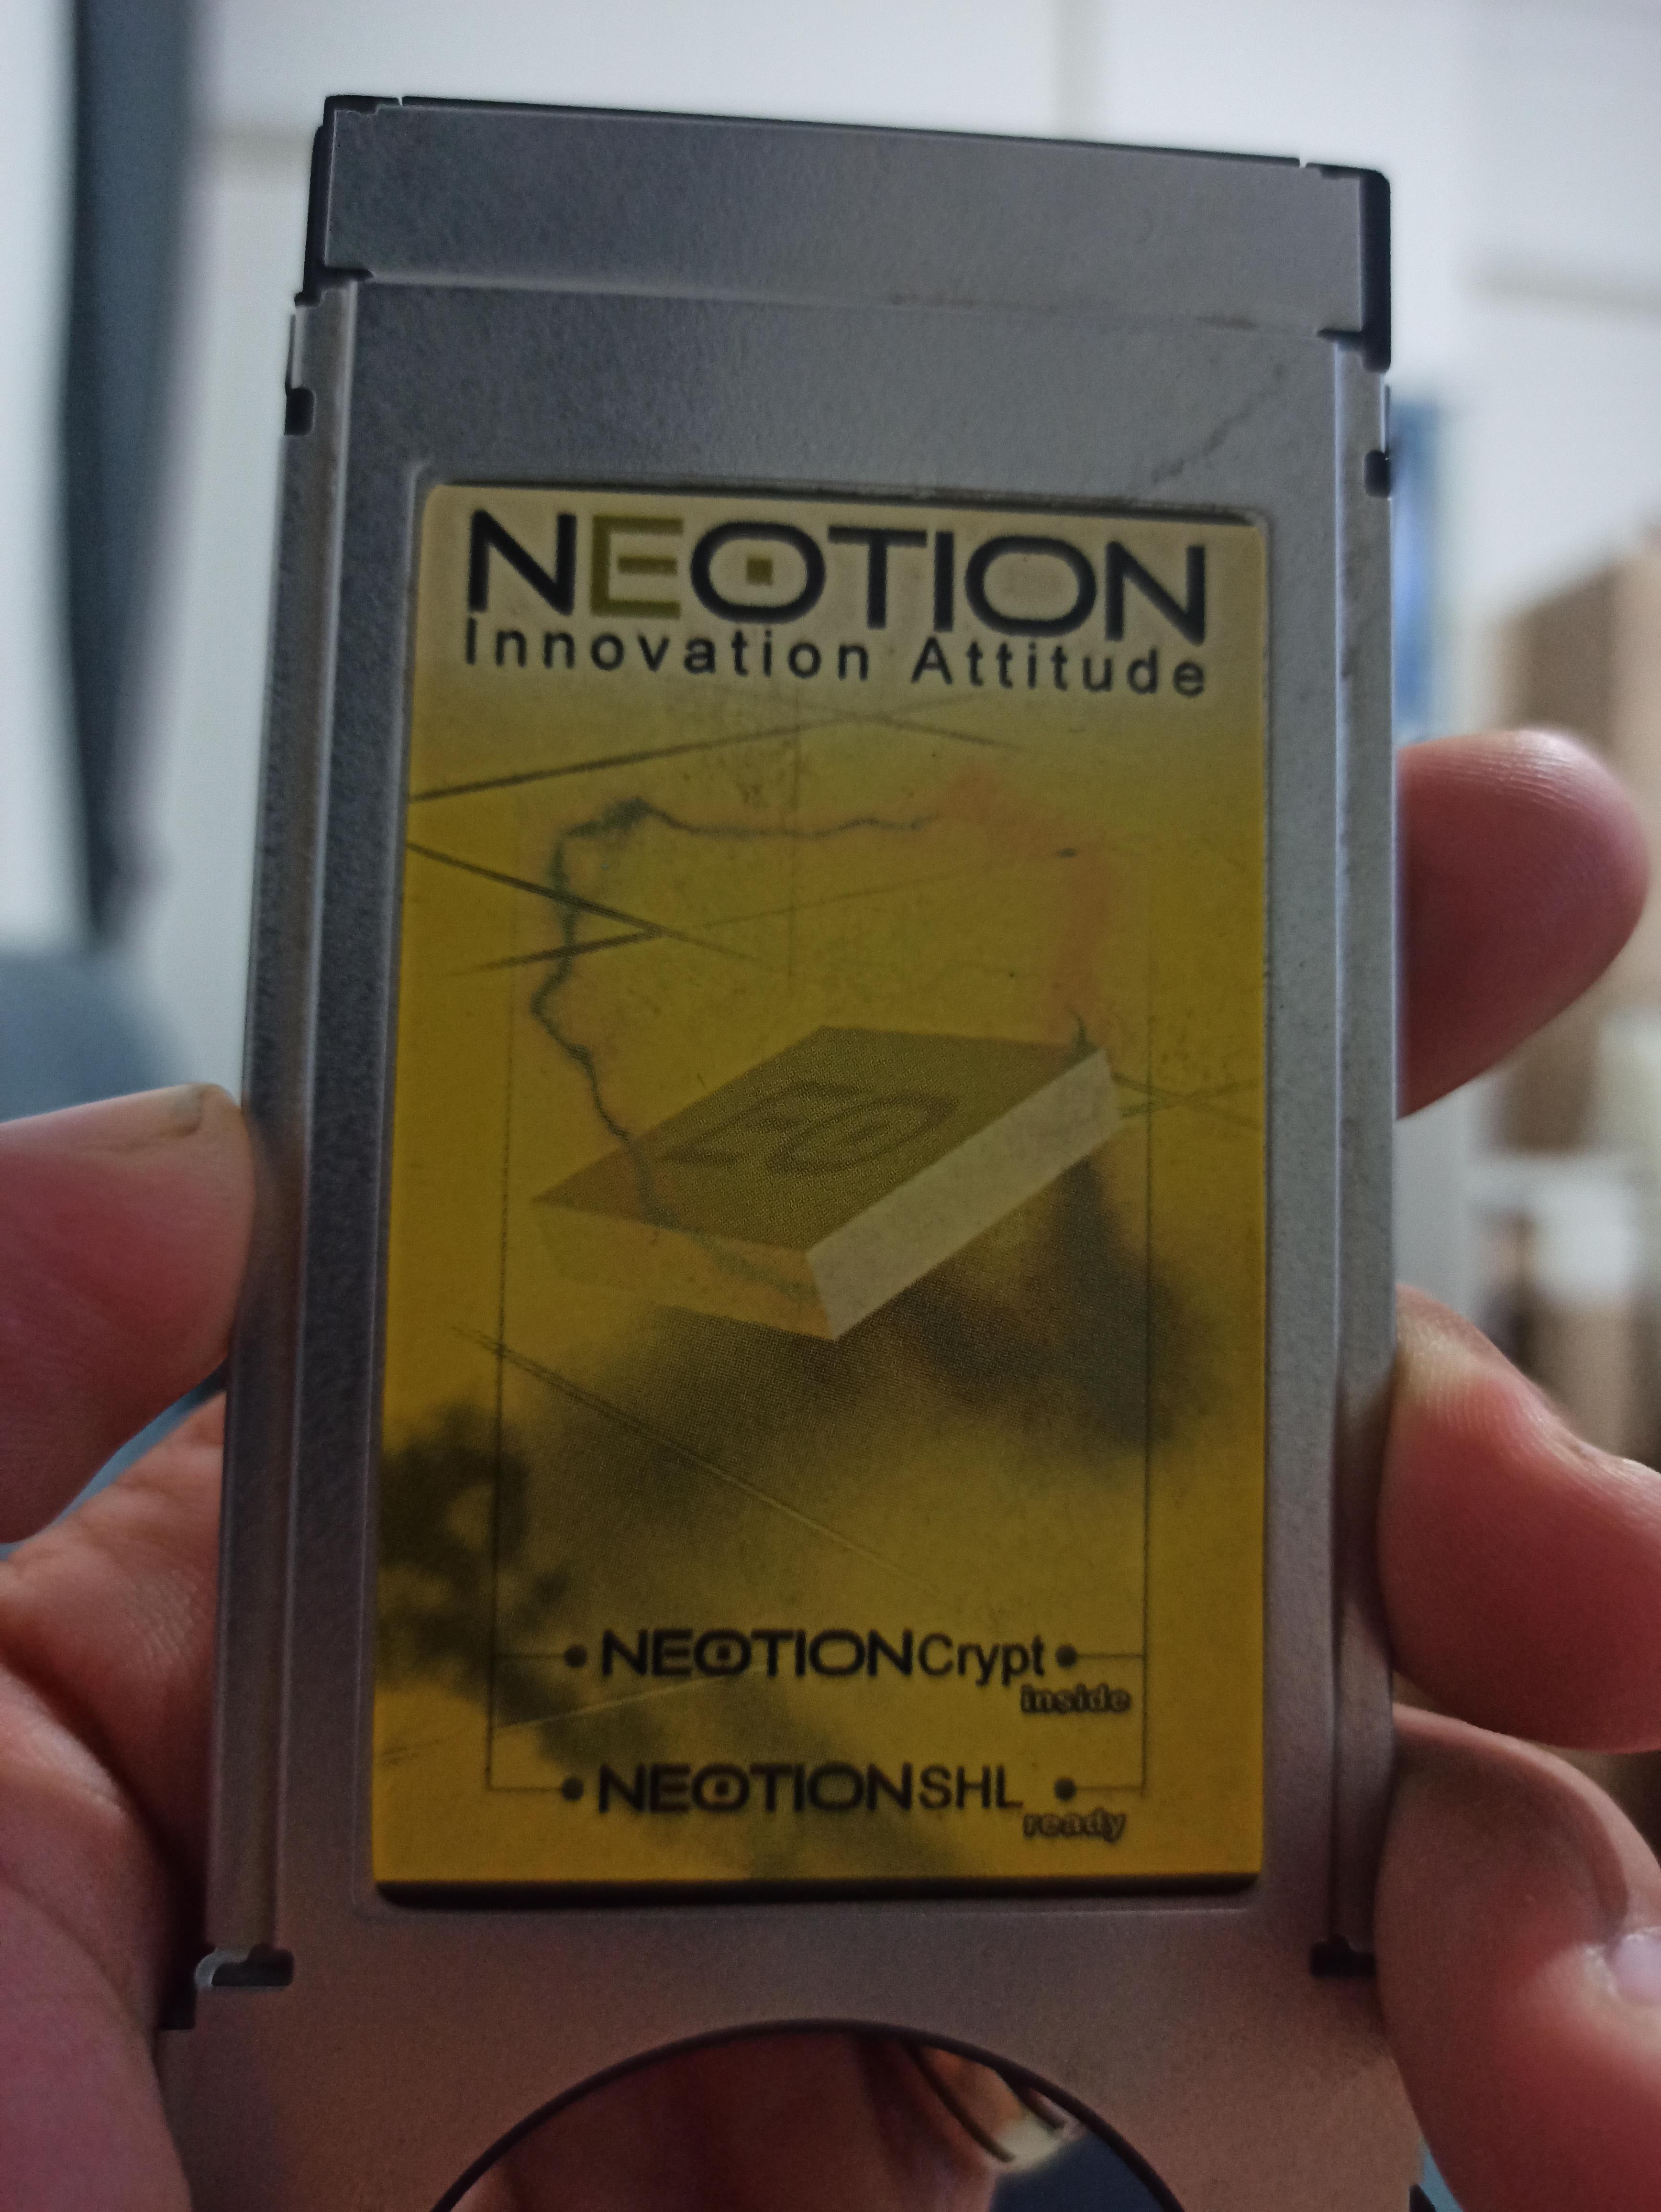 NEOTION
Innovation Attitude
NEOTIONCrypt
inside
NEOTIONSHL
ready